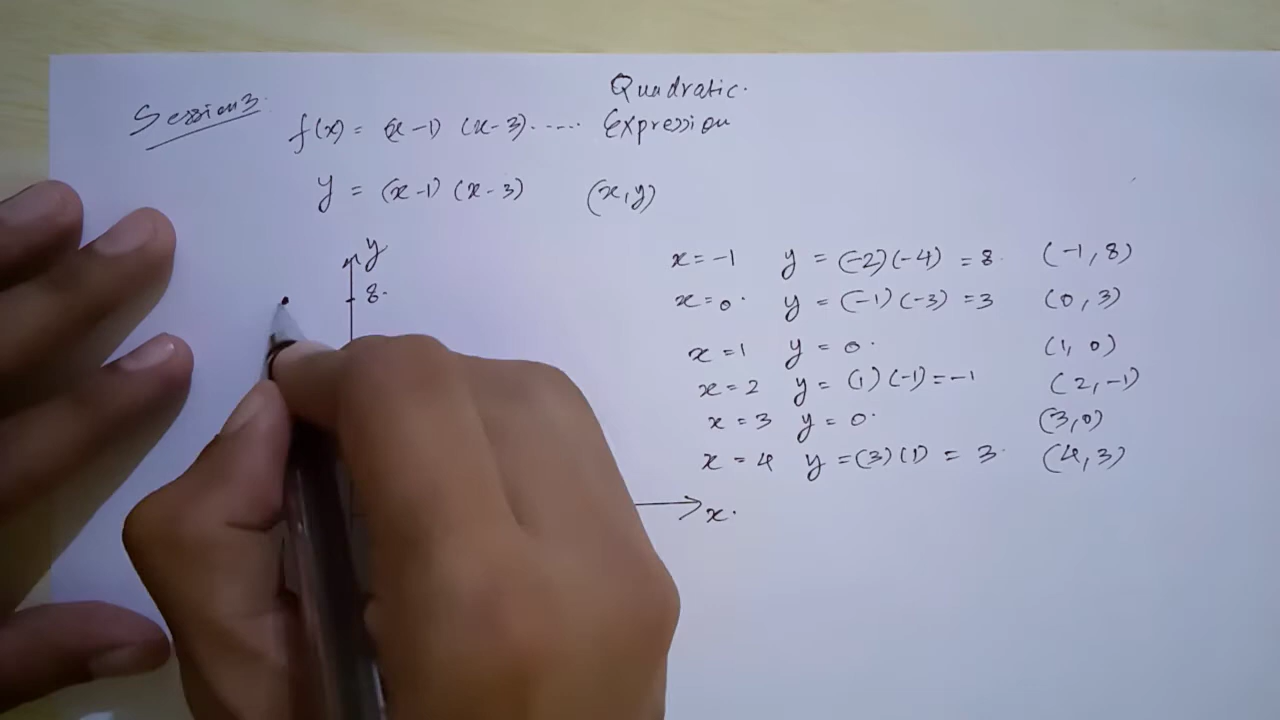 Session 3.
Quadratic.
f(x) = (x-1) (x-3)..... Expression
y = (x-1) (x-3) (x,y)
y
8.
x.
x = -1 y = (-2)(-4) = 8. (-1, 8)
x = 0. y = (-1)(-3) = 3 (0, 3)
x = 1 y = 0. (1, 0)
x = 2 y = (1)(-1) = -1 (2, -1)
x = 3 y = 0. (3, 0)
x = 4 y = (3)(1) = 3. (4, 3)